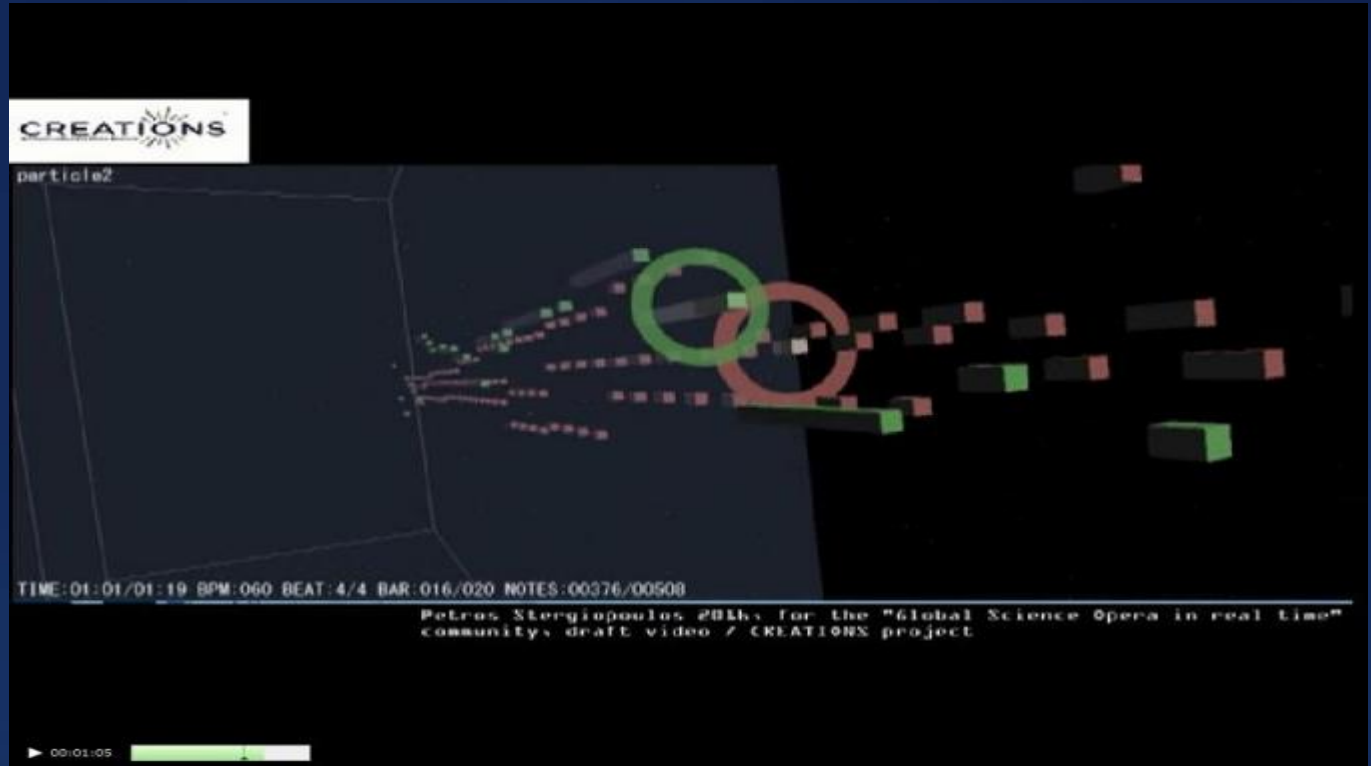 CREATIONS
particle2
TIME:01:01/01:19 BPM:060 BEAT:4/4 BAR:016/020 NOTES:00376/00508
Petros Stergiopoulos 2016, for the "Global Science Opera in real time"
community, draft video / CREATIONS project
00:01:05